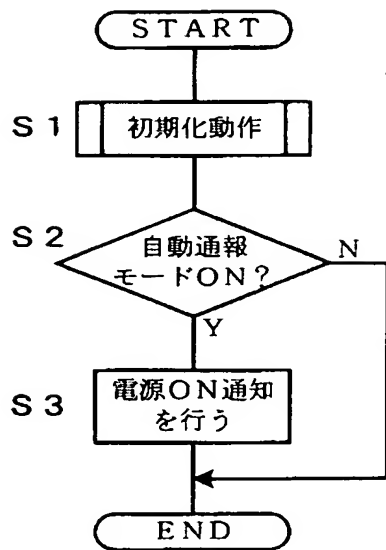 START
S1
初期化動作
S2
自動通報
モードON?
N
Y
S3
電源ON通知
を行う
END